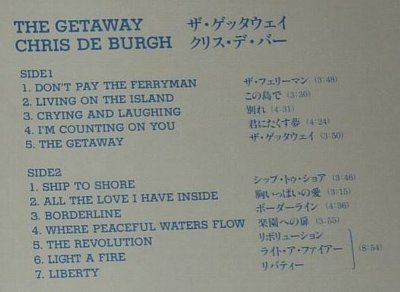 THE GETAWAY ザ・ゲッタウェイ
CHRIS DE BURGH クリス・デ・バー
SIDE1
1. DON'T PAY THE FERRYMAN ザ・フェリーマン (3:48)
2. LIVING ON THE ISLAND この島で (3:30)
3. CRYING AND LAUGHING 別れ (4:31)
4. I'M COUNTING ON YOU 君にたくす夢 (4:24)
5. THE GETAWAY ザ・ゲッタウェイ (3:50)
SIDE2
1. SHIP TO SHORE シップ・トゥ・ショア (3:46)
2. ALL THE LOVE I HAVE INSIDE 胸いっぱいの愛 (3:15)
3. BORDERLINE ボーダーライン (4:36)
4. WHERE PEACEFUL WATERS FLOW 楽園への扉 (3:55)
5. THE REVOLUTION リボリューション
6. LIGHT A FIRE ライト・ア・ファイアー (8:54)
7. LIBERTY リバティー